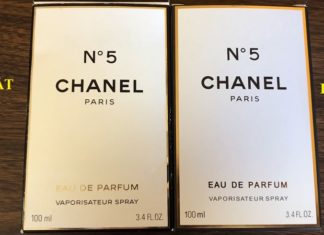 N°5
CHANEL
PARIS
EAU DE PARFUM
VAPORISATEUR SPRAY
100 ml 3.4 FL.OZ.
N°5
CHANEL
PARIS
EAU DE PARFUM
VAPORISATEUR SPRAY
100 ml 3.4 FL.OZ.